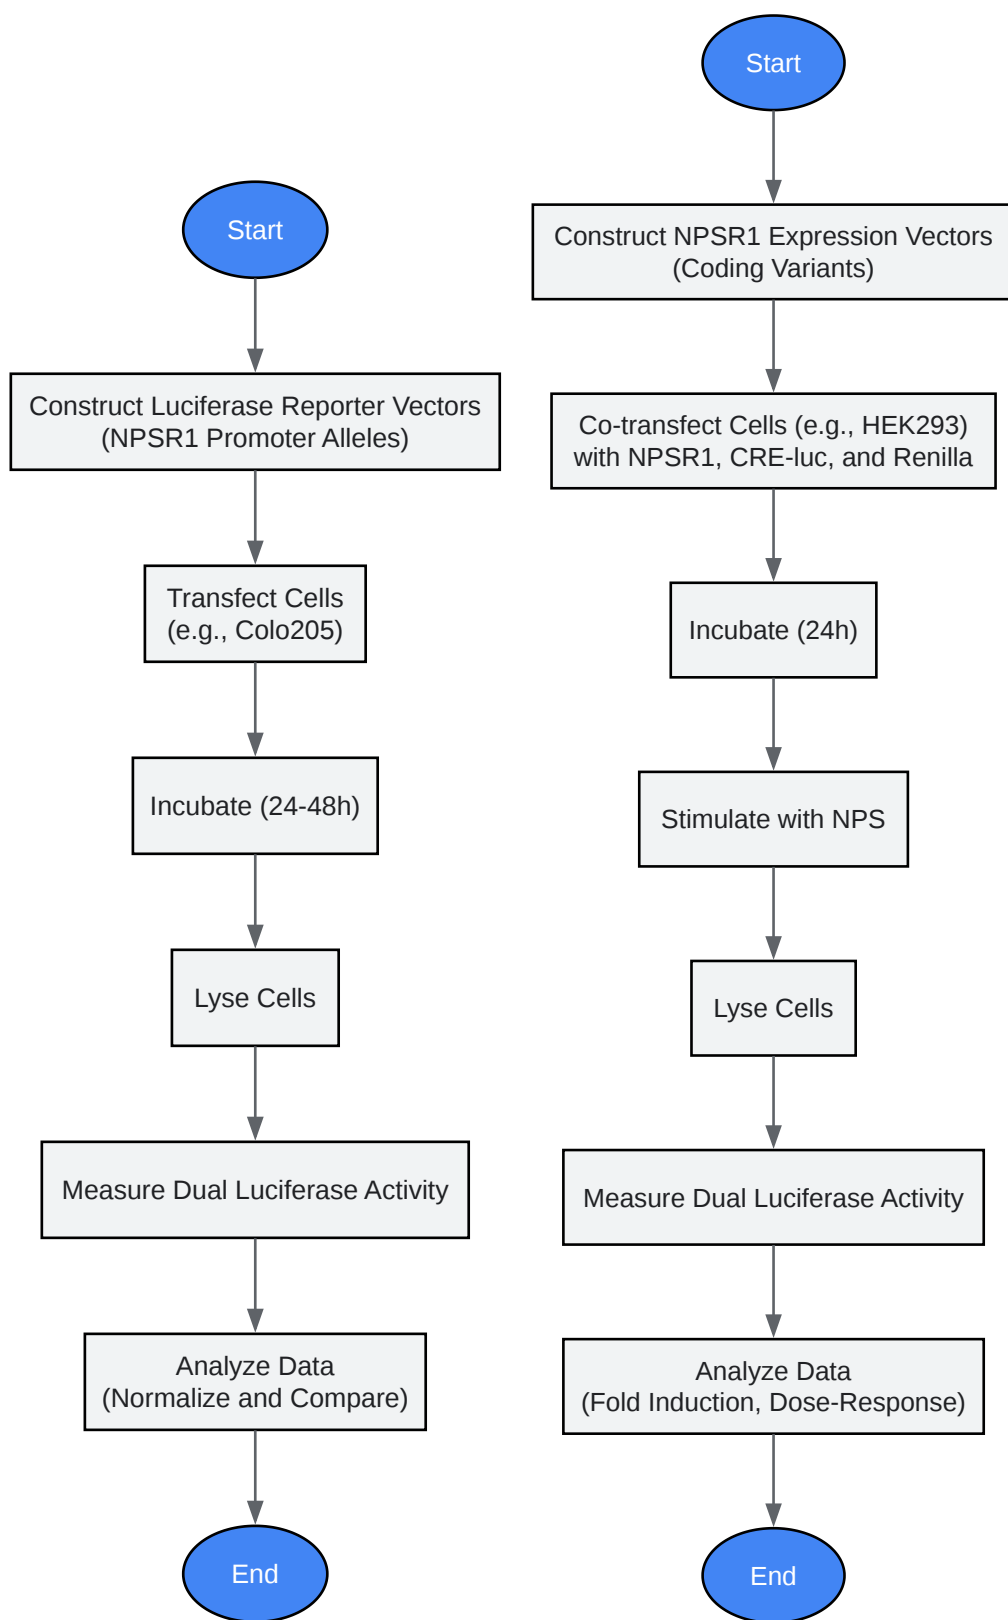 Start
Construct Luciferase Reporter Vectors
(NPSR1 Promoter Alleles)
Transfect Cells
(e.g., Colo205)
Incubate (24-48h)
Lyse Cells
Measure Dual Luciferase Activity
Analyze Data
(Normalize and Compare)
End
Start
Construct NPSR1 Expression Vectors
(Coding Variants)
Co-transfect Cells (e.g., HEK293)
with NPSR1, CRE-luc, and Renilla
Incubate (24h)
Stimulate with NPS
Lyse Cells
Measure Dual Luciferase Activity
Analyze Data
(Fold Induction, Dose-Response)
End